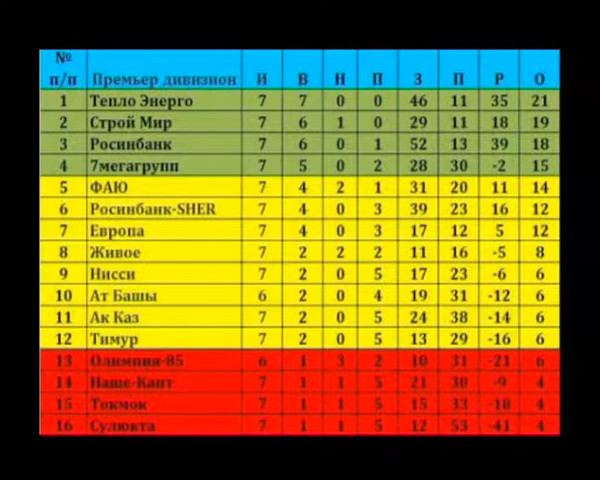 № п/п Премьер дивизион И В Н П З П Р О
1 Тепло Энерго 7 7 0 0 46 11 35 21
2 Строй Мир 7 6 1 0 29 11 18 19
3 Росинбанк 7 6 0 1 52 13 39 18
4 7мегагрупп 7 5 0 2 28 30 -2 15
5 ФАЮ 7 4 2 1 31 20 11 14
6 Росинбанк-SHER 7 4 0 3 39 23 16 12
7 Европа 7 4 0 3 17 12 5 12
8 Живое 7 2 2 2 11 16 -5 8
9 Нисси 7 2 0 5 17 23 -6 6
10 Ат Башы 6 2 0 4 19 31 -12 6
11 Ак Каз 7 2 0 5 24 38 -14 6
12 Тимур 7 2 0 5 13 29 -16 6
13 Олимпия-85 6 1 3 2 10 31 -21 6
14 Наше-Кант 7 1 1 5 21 30 -9 4
15 Токмок 7 1 1 5 15 33 -18 4
16 Сулюкта 7 1 1 5 12 53 -41 4